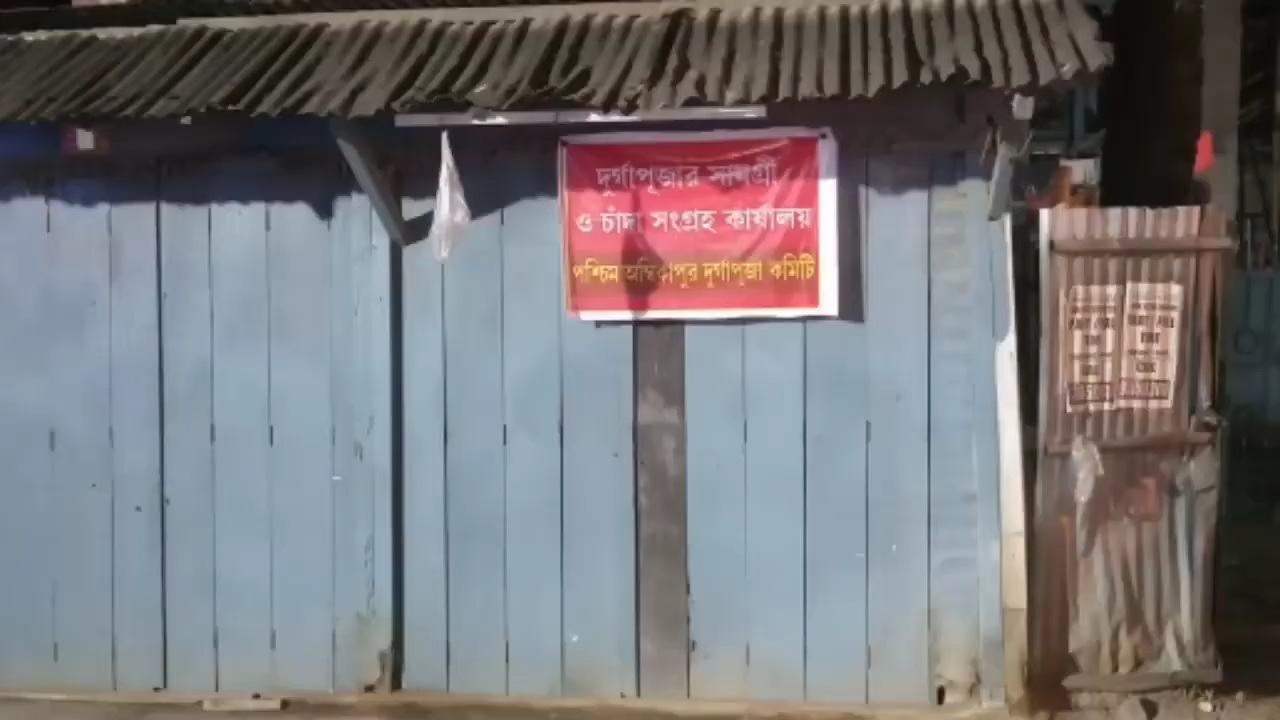 দুর্গাপূজার সামগ্রী
ও চাঁদা সংগ্রহ কার্যালয়
পশ্চিম অম্বিকাপুর দুর্গাপূজা কমিটি